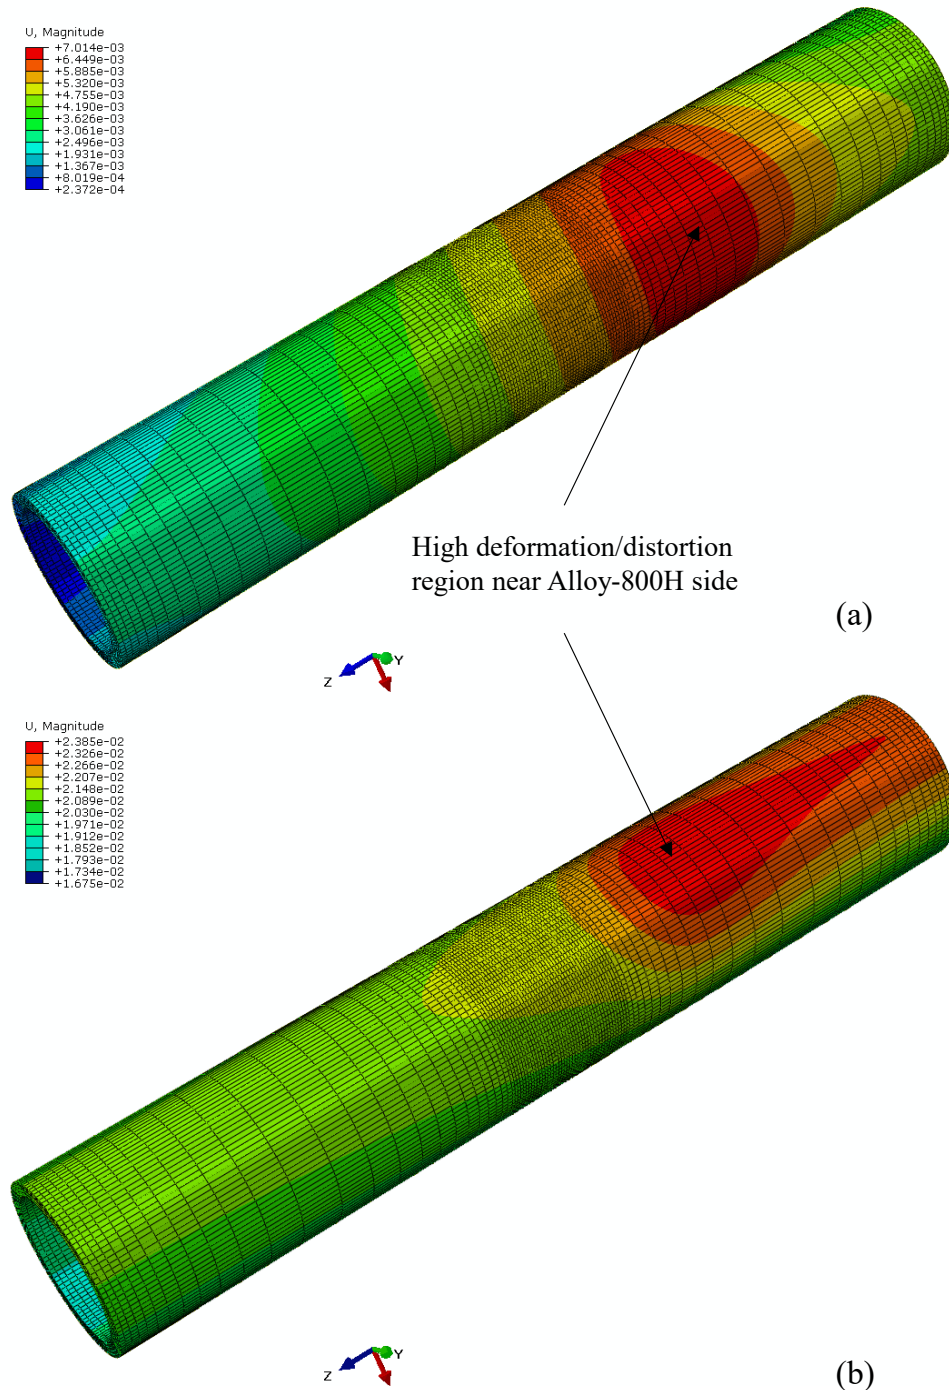 U, Magnitude
+7.014e-03
+6.449e-03
+5.885e-03
+5.320e-03
+4.755e-03
+4.190e-03
+3.626e-03
+3.061e-03
+2.496e-03
+1.931e-03
+1.367e-03
+8.019e-04
+2.372e-04
High deformation/distortion
region near Alloy-800H side
(a)
Z Y
U, Magnitude
+2.385e-02
+2.326e-02
+2.266e-02
+2.207e-02
+2.148e-02
+2.089e-02
+2.030e-02
+1.971e-02
+1.912e-02
+1.852e-02
+1.793e-02
+1.734e-02
+1.675e-02
Z Y
(b)